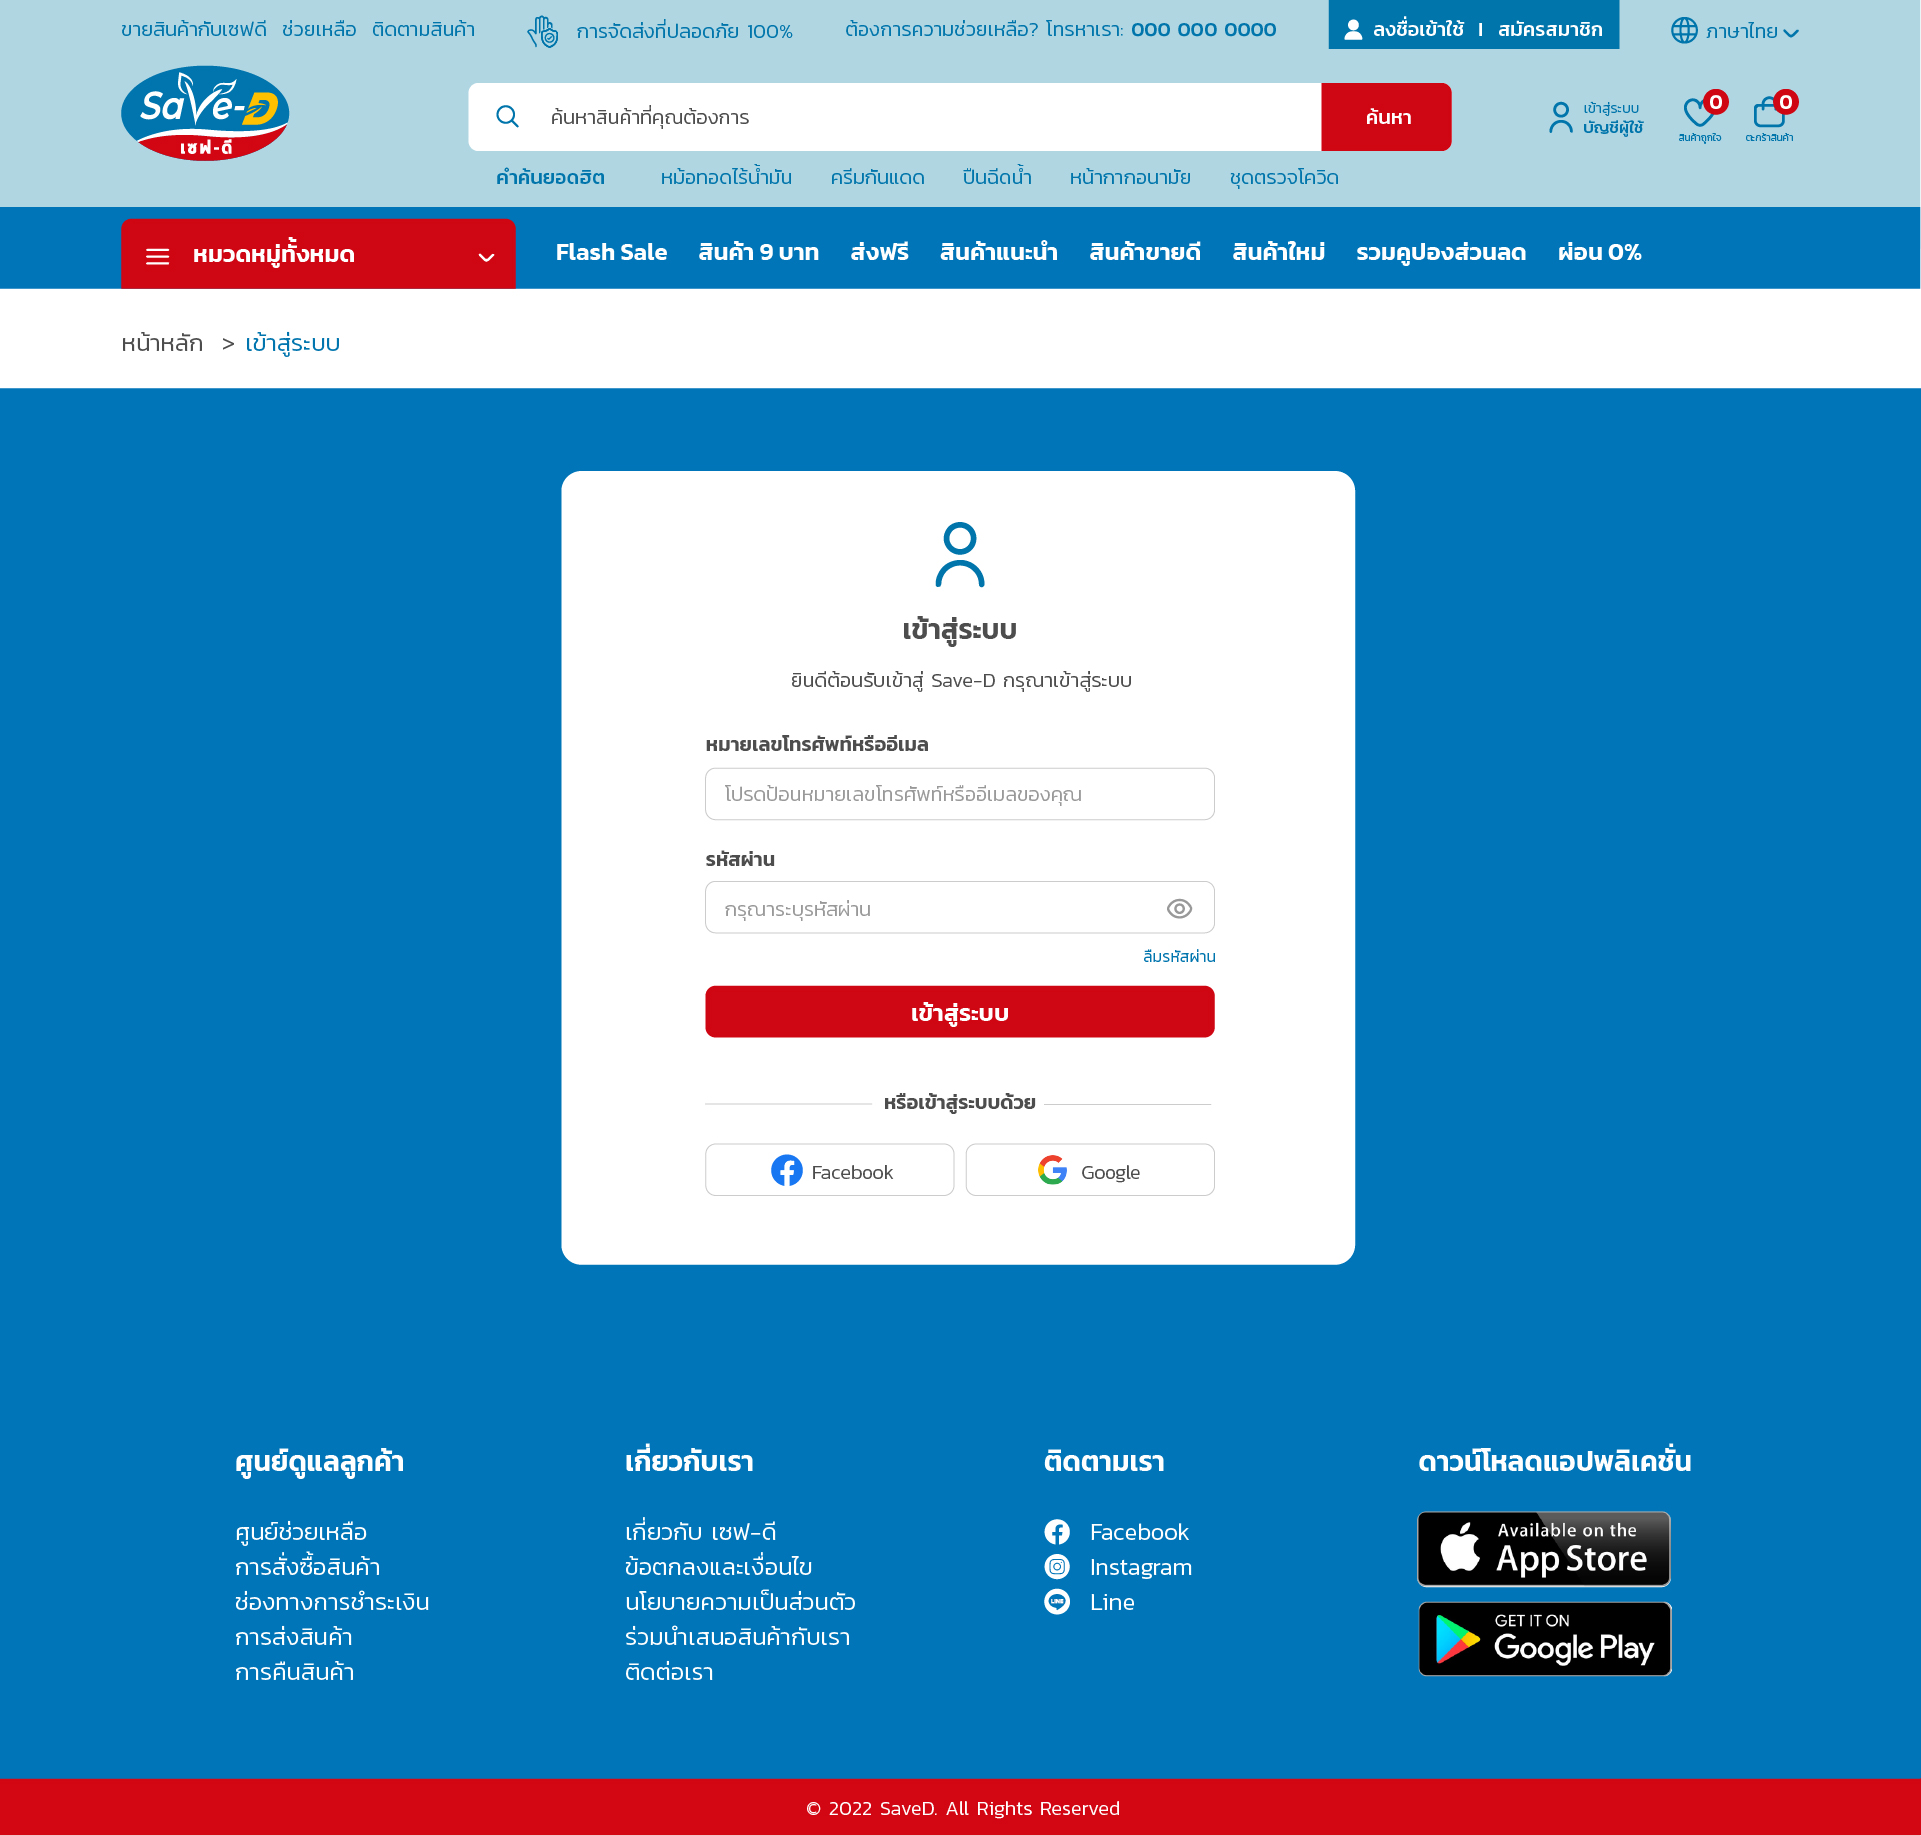 ขายสินค้ากับเซฟดี ช่วยเหลือ ติดตามสินค้า การจัดส่งที่ปลอดภัย 100% ต้องการความช่วยเหลือ? โทรหาเรา: 000 000 0000 ลงชื่อเข้าใช้ I สมัครสมาชิก ภาษาไทย
SaVe-D
เซฟ-ดี
ค้นหาสินค้าที่คุณต้องการ ค้นหา
เข้าสู่ระบบ
บัญชีผู้ใช้
0
สินค้าถูกใจ
0
ตะกร้าสินค้า
คำค้นยอดฮิต หม้อทอดไร้น้ำมัน ครีมกันแดด ปืนฉีดน้ำ หน้ากากอนามัย ชุดตรวจโควิด
หมวดหมู่ทั้งหมด Flash Sale สินค้า 9 บาท ส่งฟรี สินค้าแนะนำ สินค้าขายดี สินค้าใหม่ รวมคูปองส่วนลด ผ่อน 0%
หน้าหลัก > เข้าสู่ระบบ
เข้าสู่ระบบ
ยินดีต้อนรับเข้าสู่ Save-D กรุณาเข้าสู่ระบบ
หมายเลขโทรศัพท์หรืออีเมล
โปรดป้อนหมายเลขโทรศัพท์หรืออีเมลของคุณ
รหัสผ่าน
กรุณาระบุรหัสผ่าน
ลืมรหัสผ่าน
เข้าสู่ระบบ
หรือเข้าสู่ระบบด้วย
Facebook Google
ศูนย์ดูแลลูกค้า
ศูนย์ช่วยเหลือ
การสั่งซื้อสินค้า
ช่องทางการชำระเงิน
การส่งสินค้า
การคืนสินค้า
เกี่ยวกับเรา
เกี่ยวกับ เซฟ-ดี
ข้อตกลงและเงื่อนไข
นโยบายความเป็นส่วนตัว
ร่วมนำเสนอสินค้ากับเรา
ติดต่อเรา
ติดตามเรา
Facebook
Instagram
LINE Line
ดาวน์โหลดแอปพลิเคชั่น
Available on the
App Store
GET IT ON
Google Play
© 2022 SaveD. All Rights Reserved